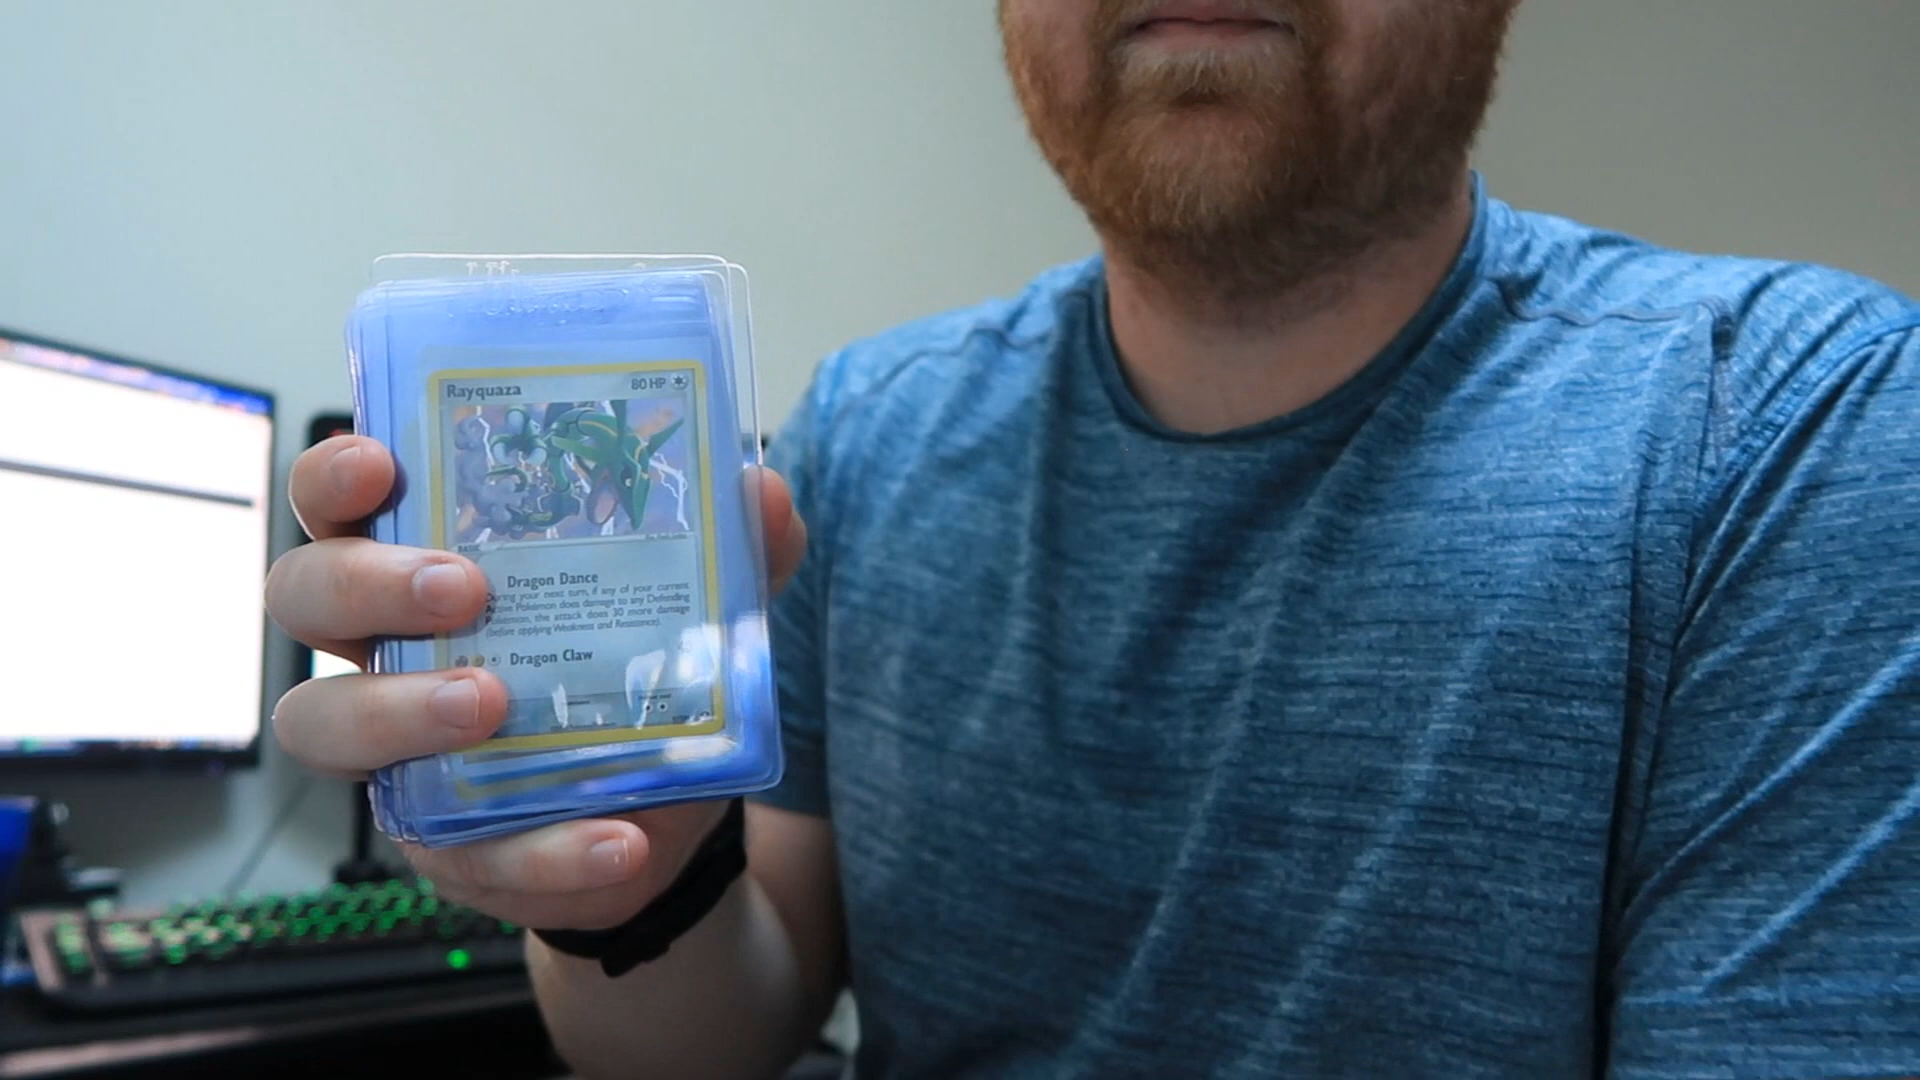 Rayquaza 80 HP
BASIC
Dragon Dance
During your next turn, if any of your current
Active Pokémon does damage to any Defending
Pokémon, the attack does 30 more damage
(before applying Weakness and Resistance).
Dragon Claw